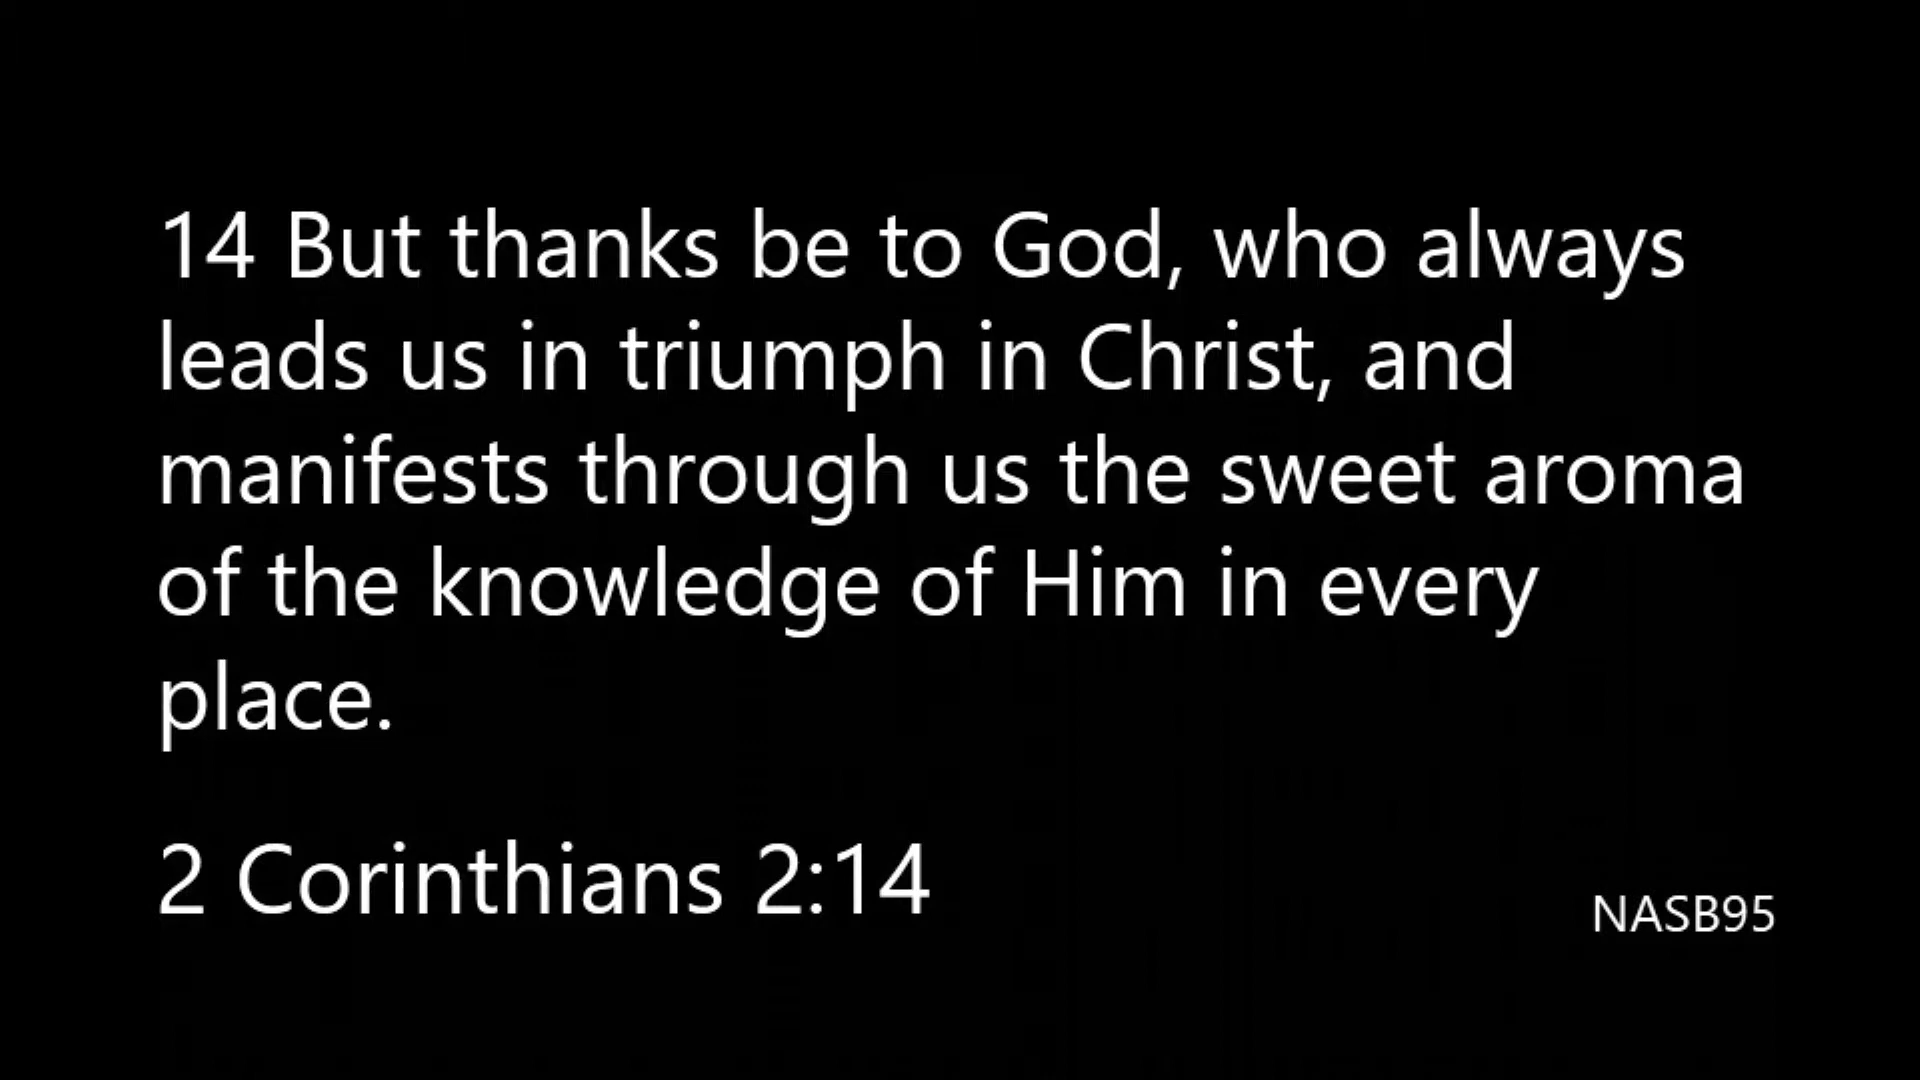 14 But thanks be to God, who always
leads us in triumph in Christ, and
manifests through us the sweet aroma
of the knowledge of Him in every
place.
2 Corinthians 2:14
NASB95